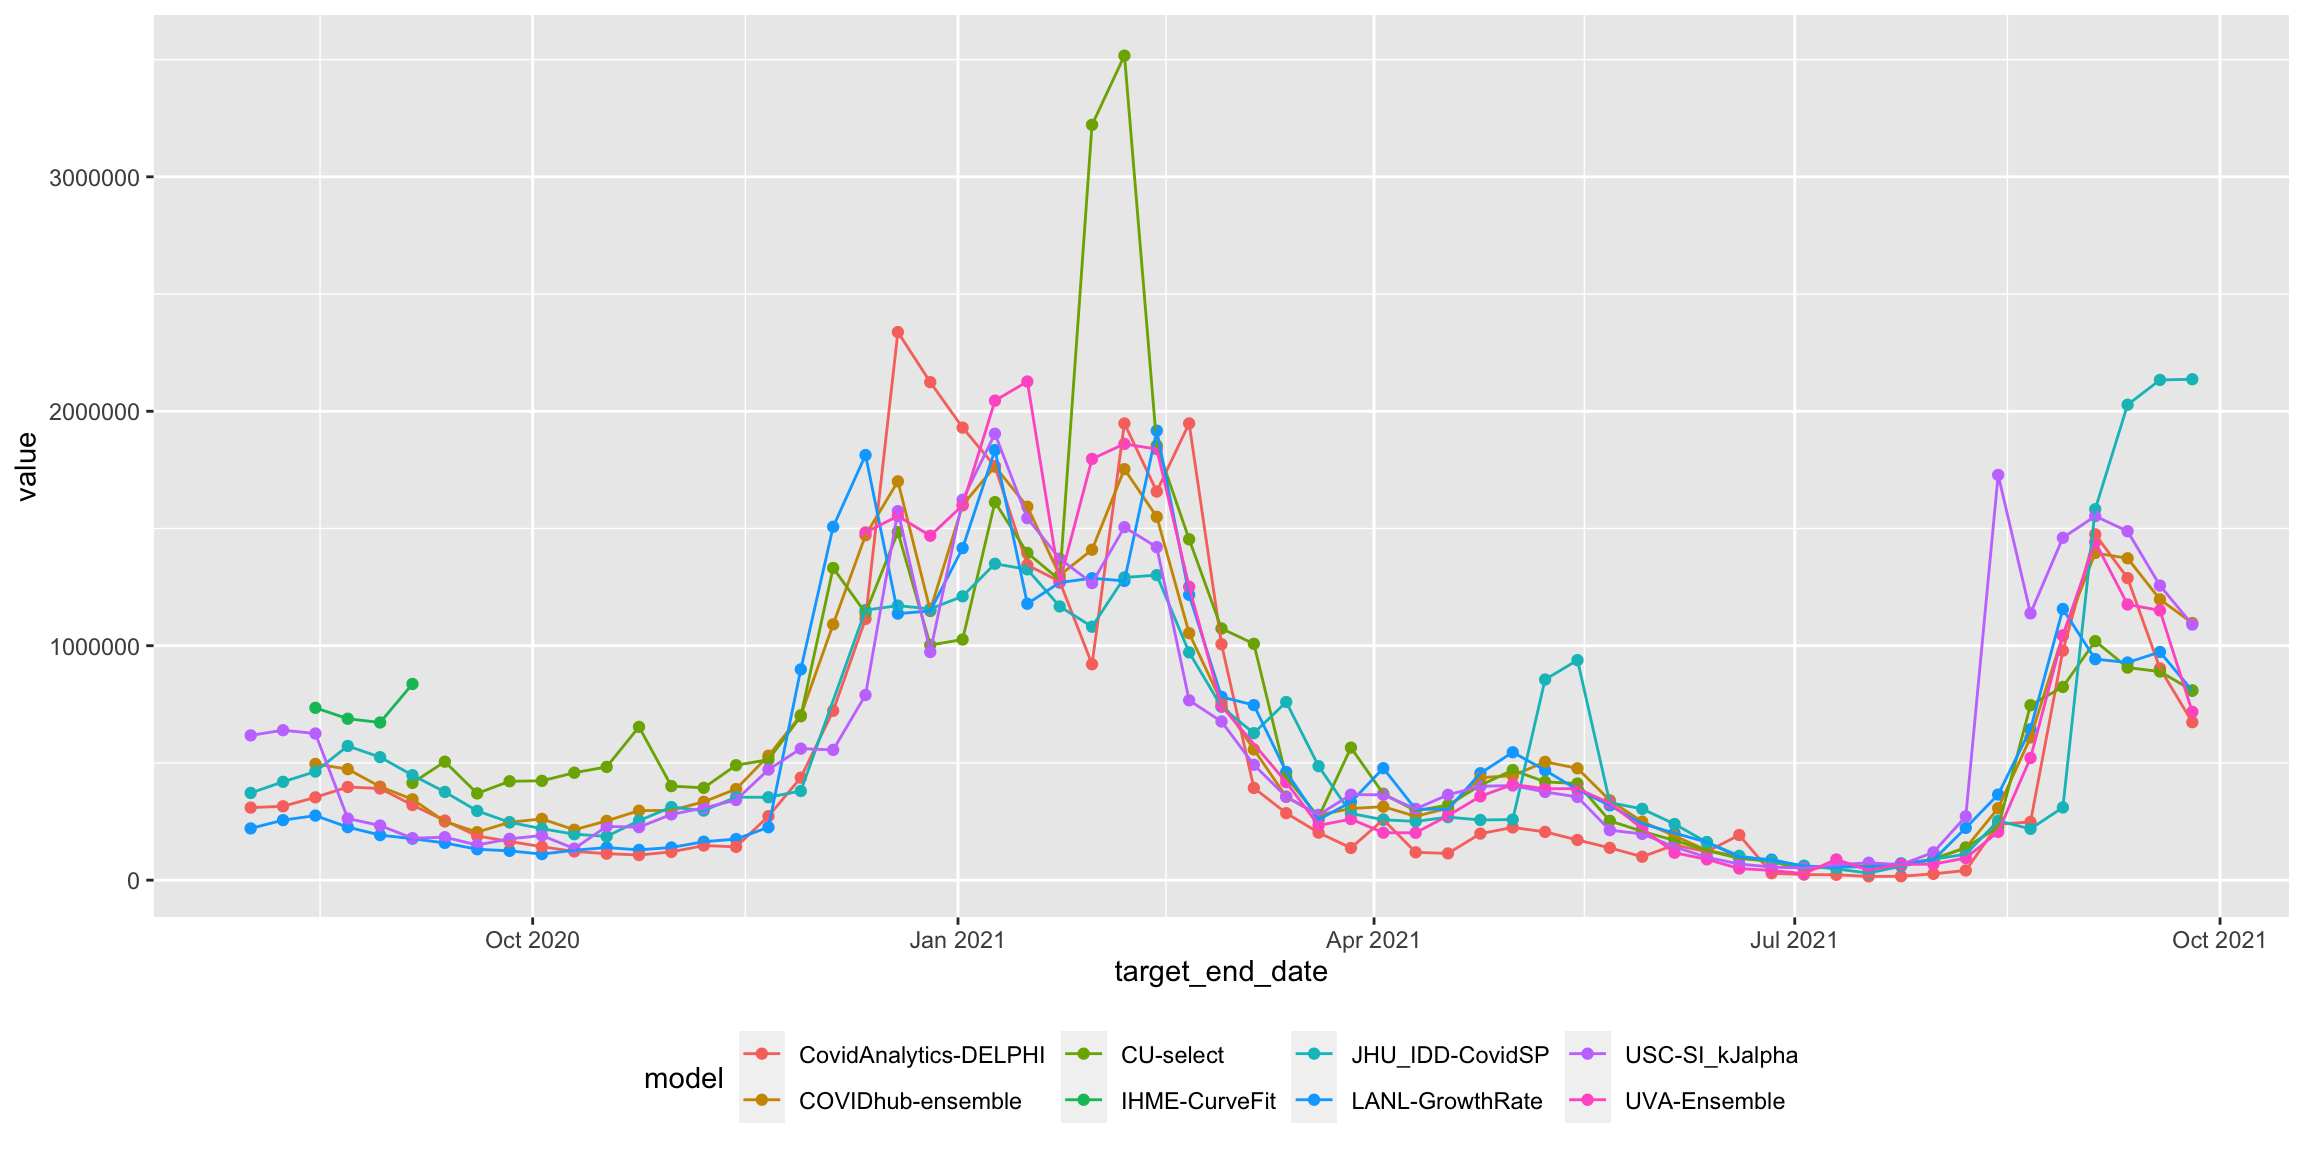 value
3000000
2000000
1000000
0
Oct 2020
Jan 2021
Apr 2021
Jul 2021
Oct 2021
target_end_date
model
CovidAnalytics-DELPHI
COVIDhub-ensemble
CU-select
IHME-CurveFit
JHU_IDD-CovidSP
LANL-GrowthRate
USC-SI_kJalpha
UVA-Ensemble